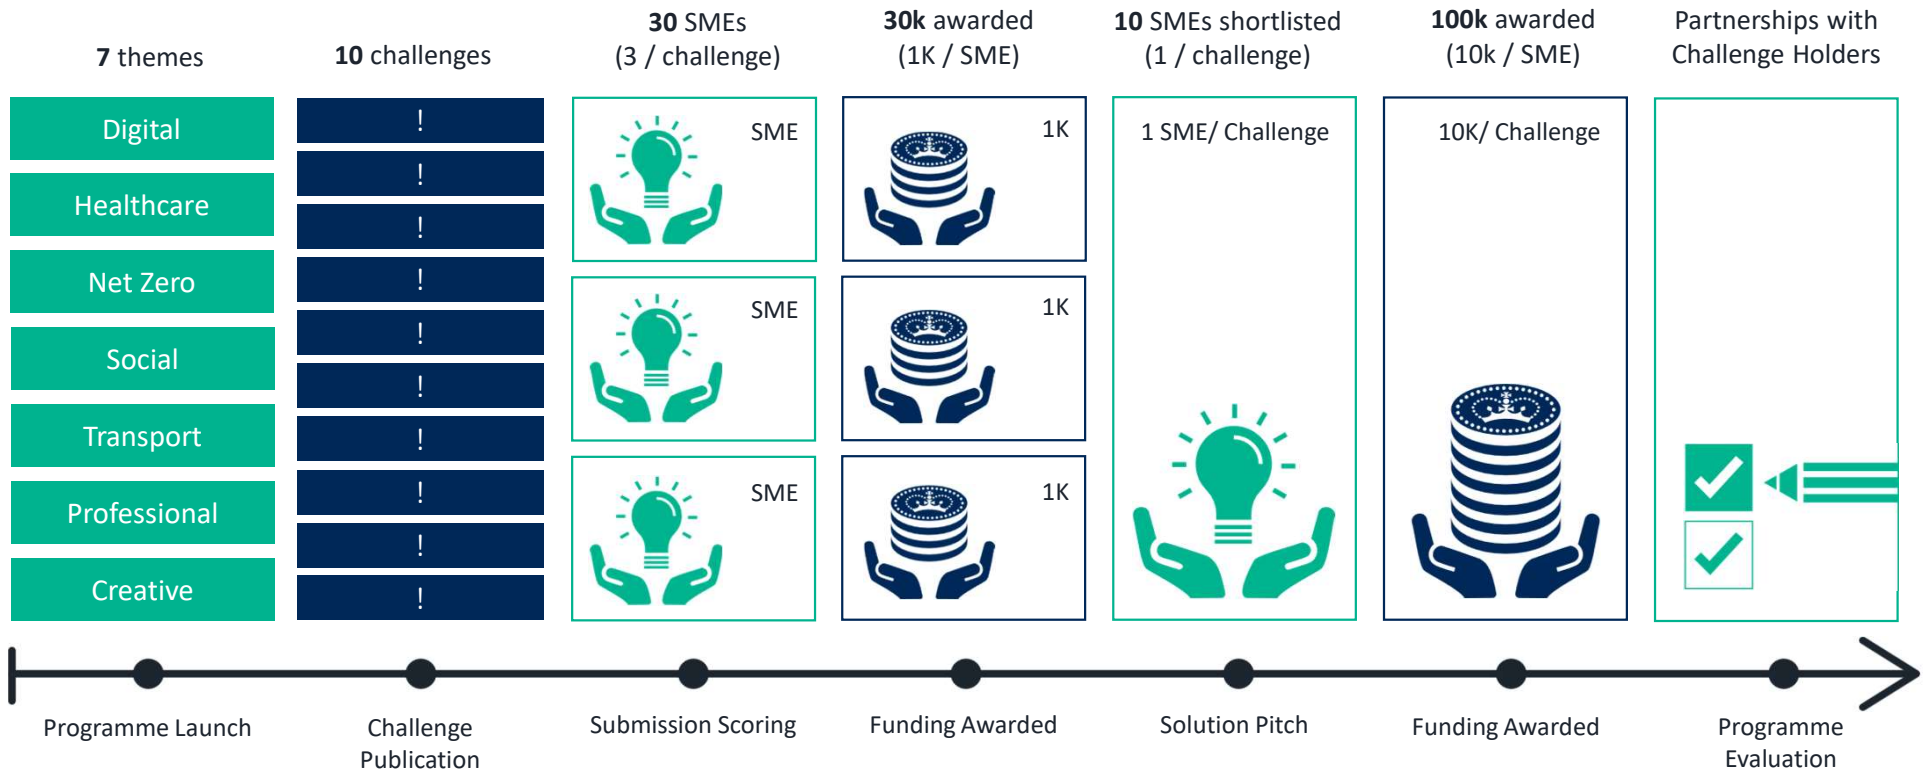 7 themes
Digital
Healthcare
Net Zero
Social
Transport
Professional
Creative
Programme Launch
10 challenges
!
!
!
!
!
!
!
!
!
!
Challenge
Publication
30 SMEs
(3 / challenge)
SME
SME
SME
Submission Scoring
30k awarded
(1K / SME)
1K
1K
1K
Funding Awarded
10 SMEs shortlisted
(1 / challenge)
1 SME/ Challenge
Solution Pitch
100k awarded
(10k / SME)
10K/ Challenge
Funding Awarded
Partnerships with
Challenge Holders
Programme
Evaluation